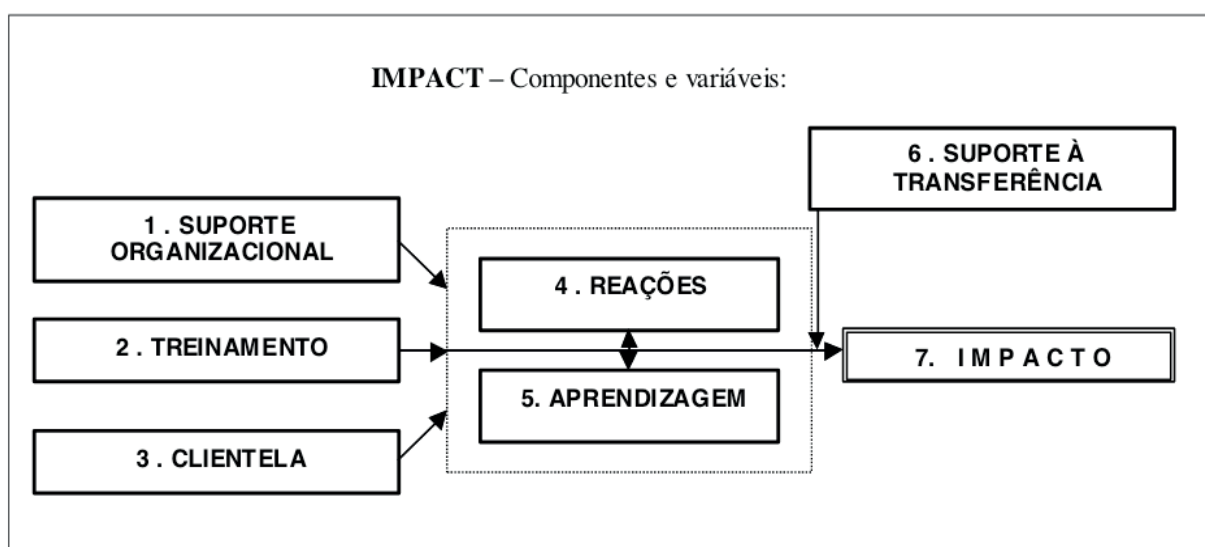 IMPACT – Componentes e variáveis:
6 . SUPORTE À
TRANSFERÊNCIA
1 . SUPORTE
ORGANIZACIONAL
4 . REAÇÕES
2 . TREINAMENTO
7. I M P A C T O
5. APRENDIZAGEM
3 . CLIENTELA